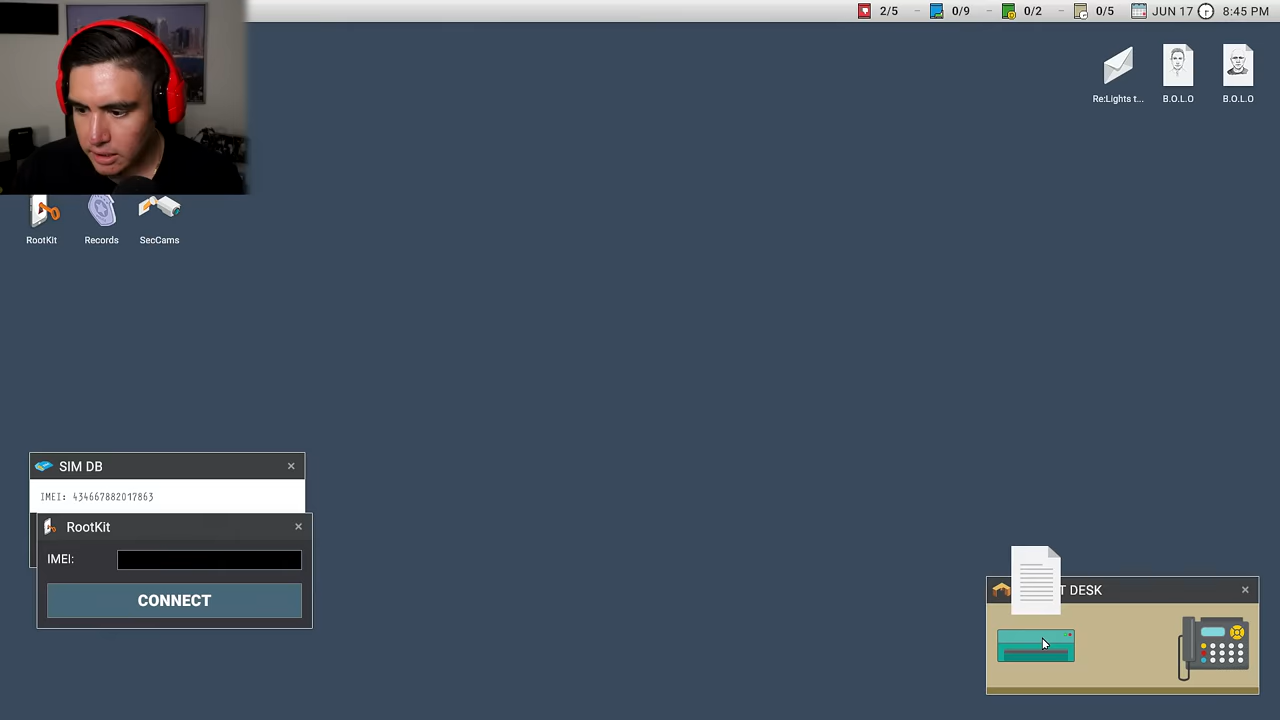 2/5 – 0/9 – 0/2 – 0/5 JUN 17 8:45 PM
Re:Lights t... B.O.L.O B.O.L.O
RootKit Records SecCams
SIM DB ×
IMEI: 434667882017863
RootKit ×
IMEI:
CONNECT
T DESK ×